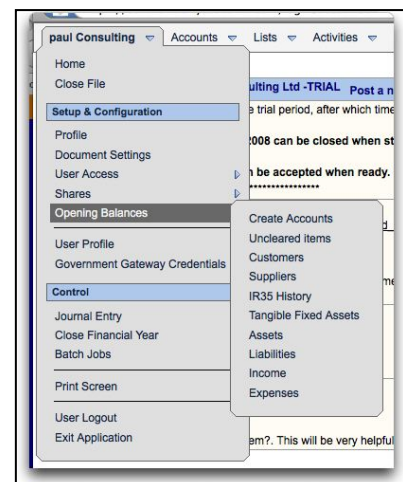 paul Consulting Accounts Lists Activities
Home
Close File
ulting Ltd -TRIAL Post a n
Setup & Configuration
e trial period, after which time
Profile
2008 can be closed when st
Document Settings
User Access
n be accepted when ready.
Shares
****************
Opening Balances
Create Accounts
Uncleared items
User Profile
Customers
Government Gateway Credentials
Suppliers
Control
IR35 History
Journal Entry
Tangible Fixed Assets
Close Financial Year
Assets
Batch Jobs
Liabilities
Income
Print Screen
Expenses
User Logout
Exit Application
em?. This will be very helpful